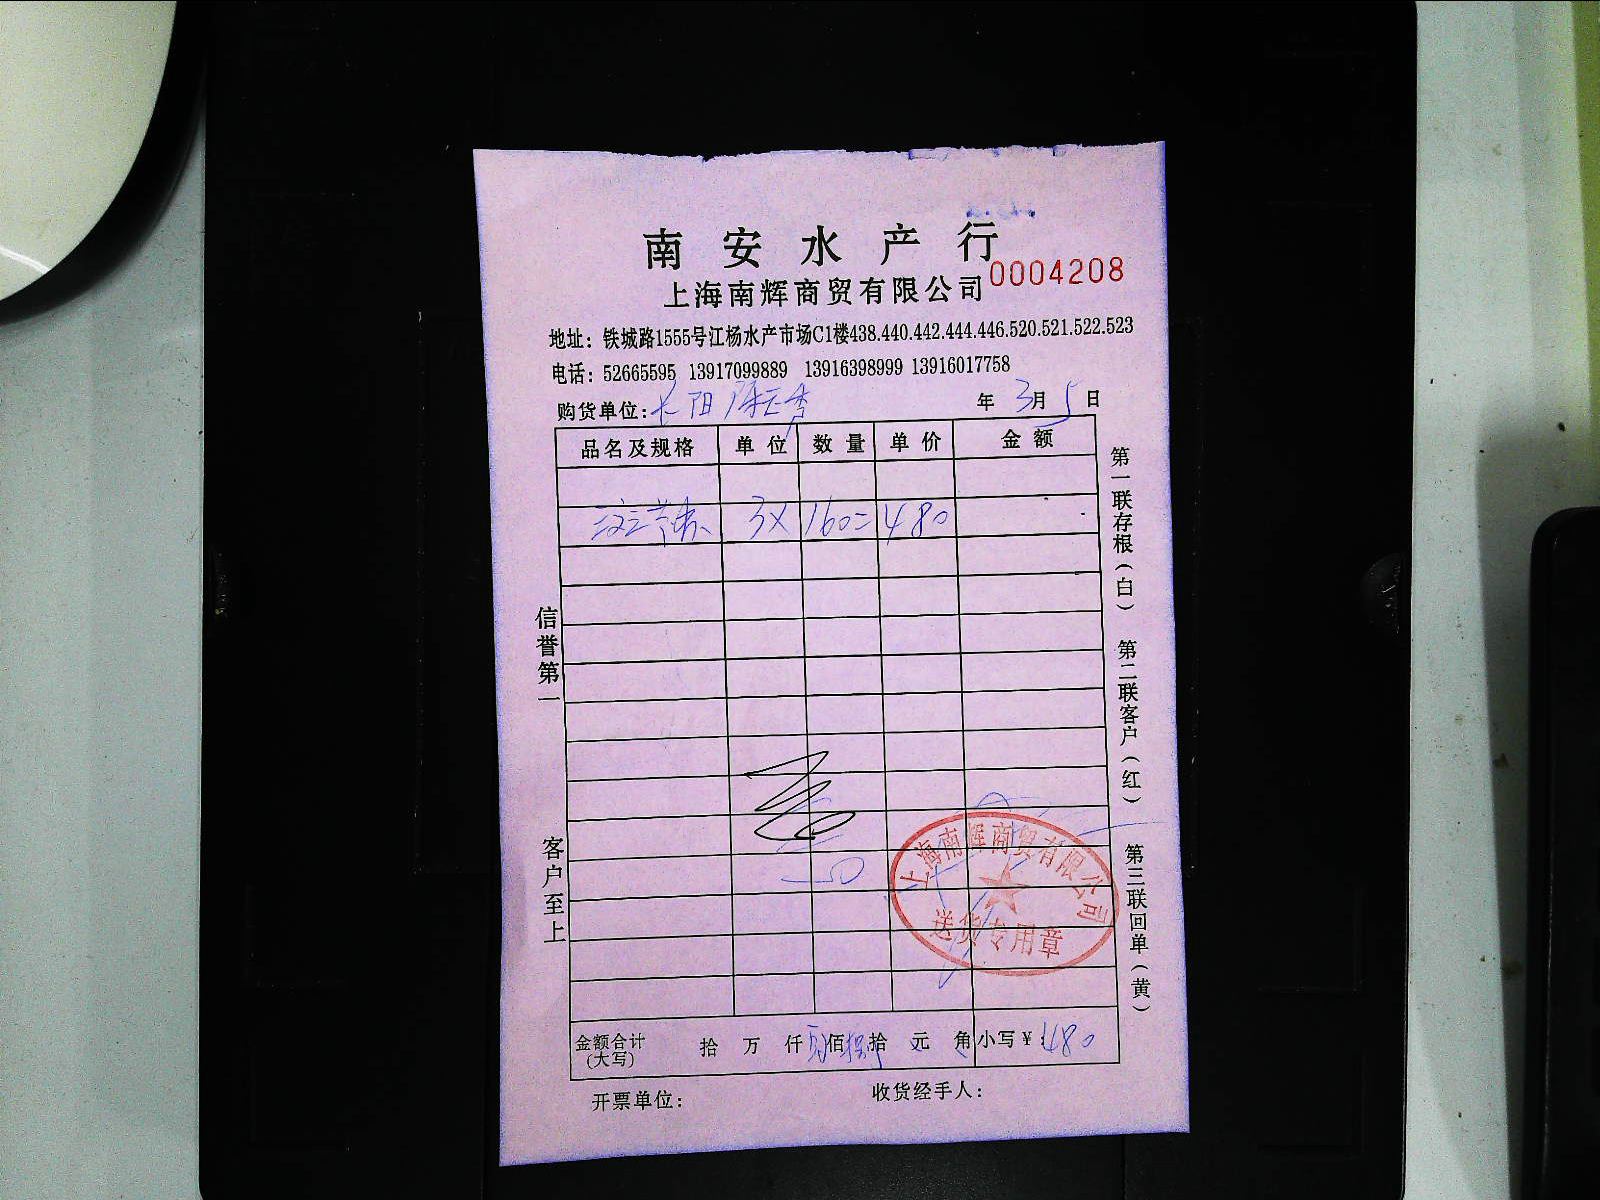 南安水产行
上海南辉商贸有限公司 0004208
地址：铁城路1555号江杨水产市场C1楼438.440.442.444.446.520.521.522.523
电话：52665595 13917099889 13916398999 13916017758
购货单位： 年 3月5日
品名及规格 单位 数量 单价 金额
3X 160= 480
信誉第一
客户至上
第一联存根（白）
第二联客户（红）
第三联回单（黄）
上海南辉商贸有限公司
送货专用章
金额合计（大写） 拾 万 仟 肆佰捌拾 元 角 小写￥：480
开票单位： 收货经手人：